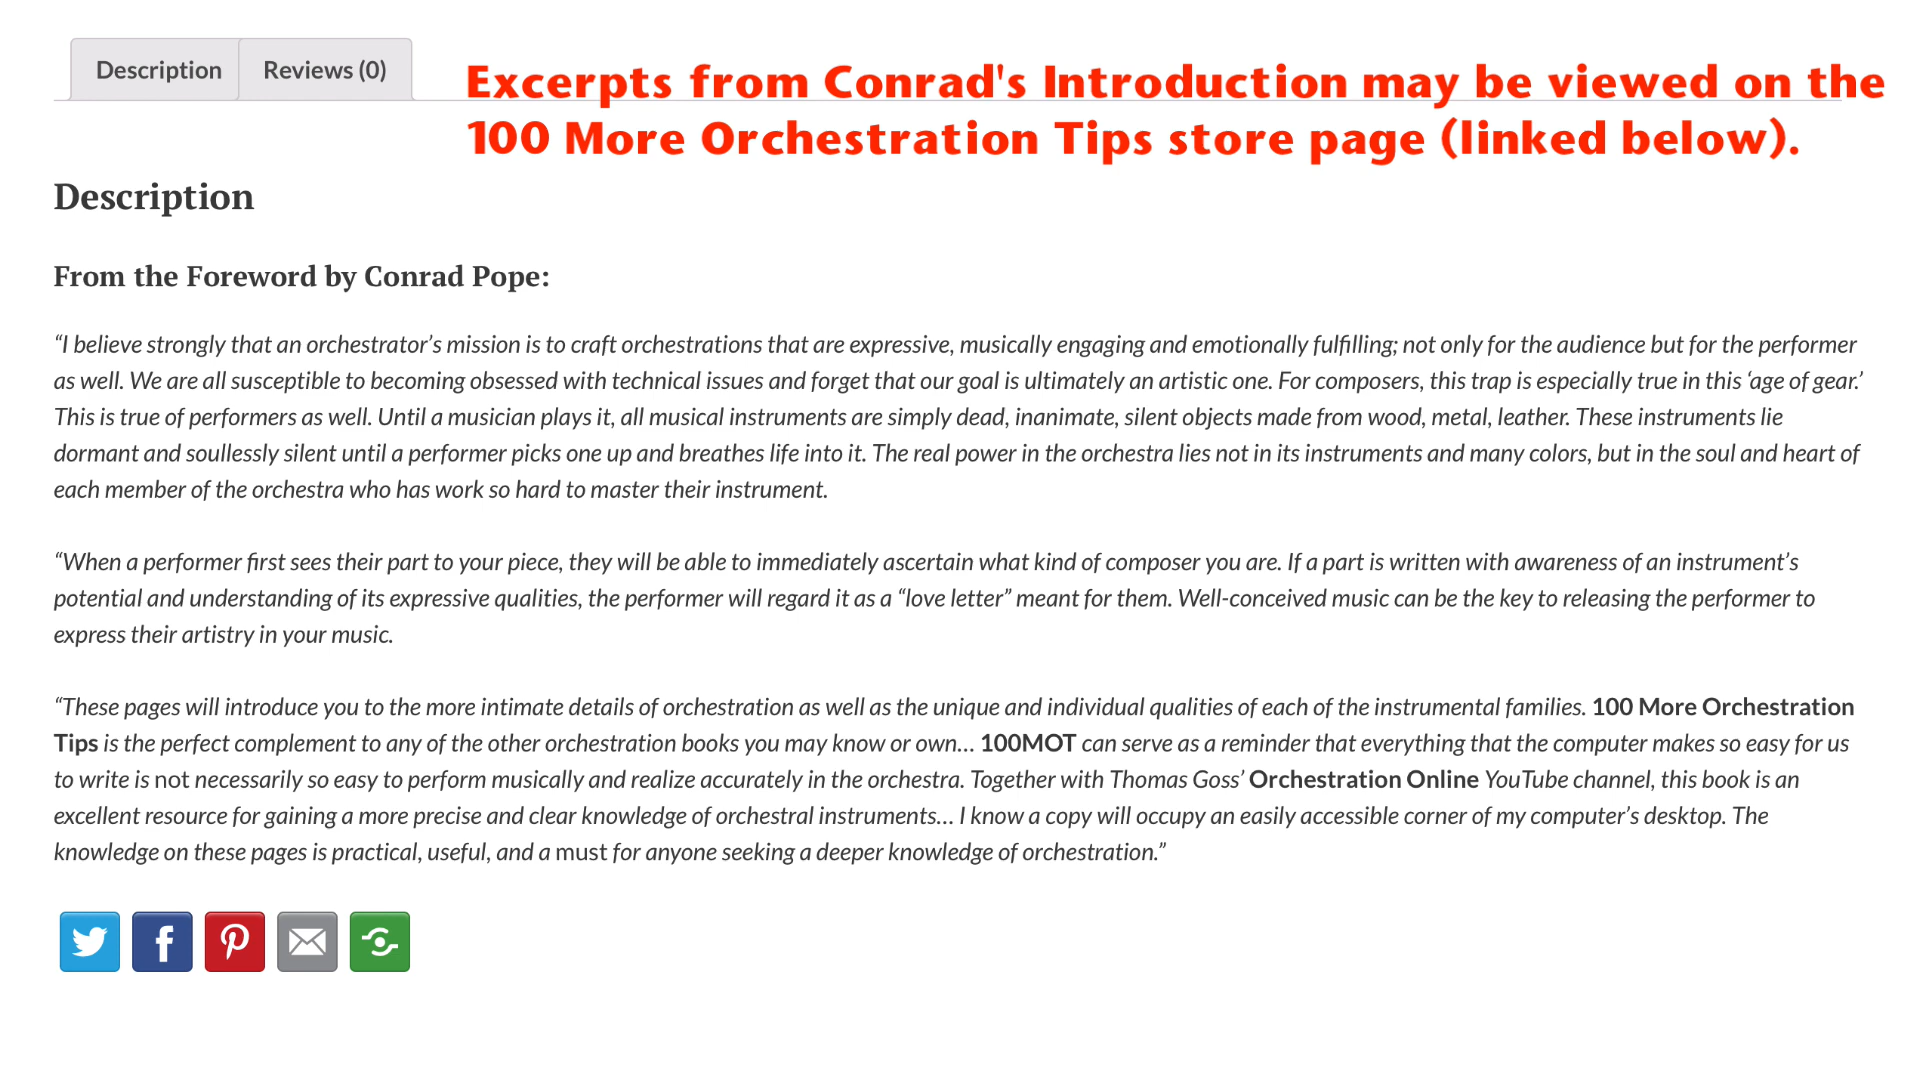 Description
Reviews (0)
Excerpts from Conrad's Introduction may be viewed on the
100 More Orchestration Tips store page (linked below).
Description
From the Foreword by Conrad Pope:
“I believe strongly that an orchestrator’s mission is to craft orchestrations that are expressive, musically engaging and emotionally fulfilling; not only for the audience but for the performer
as well. We are all susceptible to becoming obsessed with technical issues and forget that our goal is ultimately an artistic one. For composers, this trap is especially true in this ‘age of gear.’
This is true of performers as well. Until a musician plays it, all musical instruments are simply dead, inanimate, silent objects made from wood, metal, leather. These instruments lie
dormant and soullessly silent until a performer picks one up and breathes life into it. The real power in the orchestra lies not in its instruments and many colors, but in the soul and heart of
each member of the orchestra who has work so hard to master their instrument.
“When a performer first sees their part to your piece, they will be able to immediately ascertain what kind of composer you are. If a part is written with awareness of an instrument’s
potential and understanding of its expressive qualities, the performer will regard it as a “love letter” meant for them. Well-conceived music can be the key to releasing the performer to
express their artistry in your music.
“These pages will introduce you to the more intimate details of orchestration as well as the unique and individual qualities of each of the instrumental families. 100 More Orchestration
Tips is the perfect complement to any of the other orchestration books you may know or own… 100MOT can serve as a reminder that everything that the computer makes so easy for us
to write is not necessarily so easy to perform musically and realize accurately in the orchestra. Together with Thomas Goss’ Orchestration Online YouTube channel, this book is an
excellent resource for gaining a more precise and clear knowledge of orchestral instruments… I know a copy will occupy an easily accessible corner of my computer’s desktop. The
knowledge on these pages is practical, useful, and a must for anyone seeking a deeper knowledge of orchestration.”